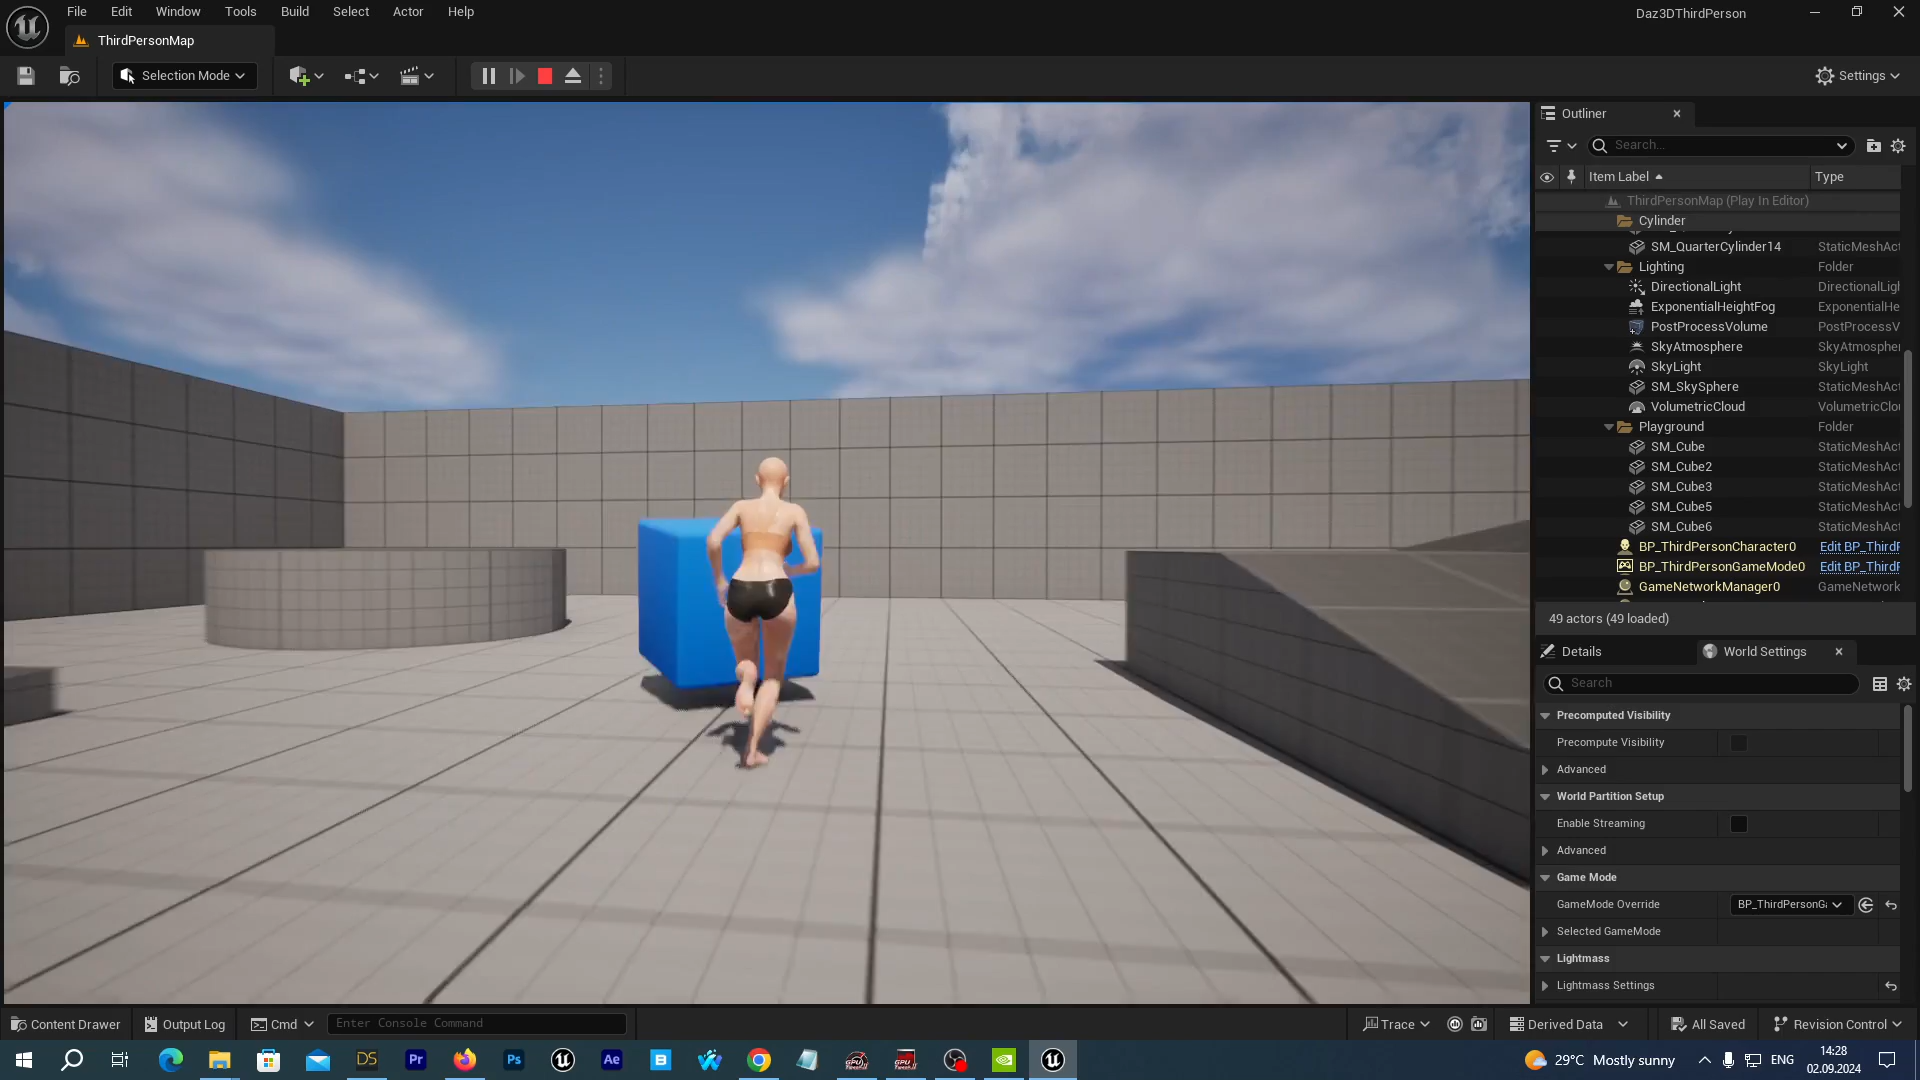 File Edit Window Tools Build Select Actor Help
Daz3DThirdPerson
ThirdPersonMap
Selection Mode
Settings
Outliner
Search...
Item Label Type
ThirdPersonMap (Play In Editor)
Cylinder
SM_QuarterCylinder14 StaticMeshAct
Lighting Folder
DirectionalLight DirectionalLigh
ExponentialHeightFog ExponentialHe
PostProcessVolume PostProcessV
SkyAtmosphere SkyAtmospher
SkyLight SkyLight
SM_SkySphere StaticMeshAct
VolumetricCloud VolumetricClou
Playground Folder
SM_Cube StaticMeshAct
SM_Cube2 StaticMeshAct
SM_Cube3 StaticMeshAct
SM_Cube5 StaticMeshAct
SM_Cube6 StaticMeshAct
BP_ThirdPersonCharacter0 Edit BP_ThirdP
BP_ThirdPersonGameMode0 Edit BP_ThirdP
GameNetworkManager0 GameNetwork
49 actors (49 loaded)
Details World Settings
Search
Precomputed Visibility
Precompute Visibility
Advanced
World Partition Setup
Enable Streaming
Advanced
Game Mode
GameMode Override BP_ThirdPersonGa
Selected GameMode
Lightmass
Lightmass Settings
Content Drawer Output Log Cmd Enter Console Command Trace Derived Data All Saved Revision Control
DS Pr Ps Ae B
29°C Mostly sunny ENG
14:28
02.09.2024